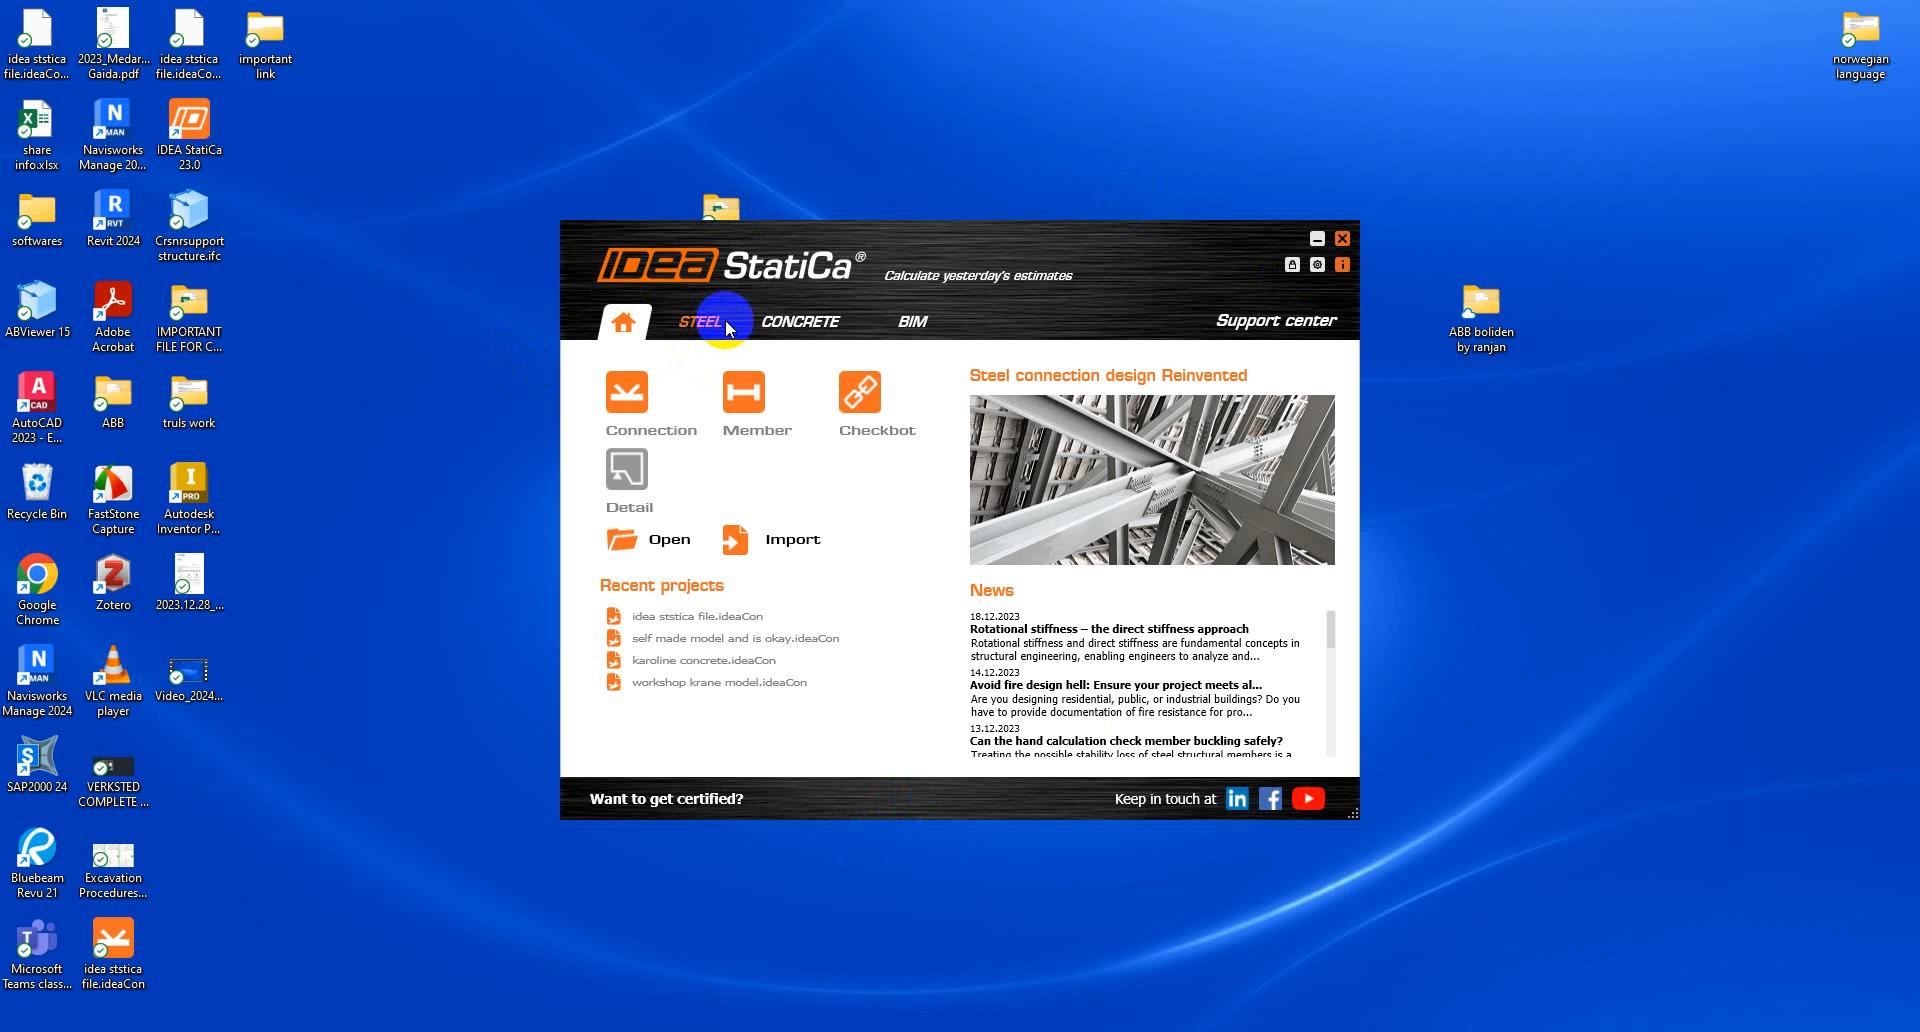 idea ststica
file.ideaCo...
2023_Medar...
Gaida.pdf
idea ststica
file.ideaCo...
important
link
norwegian
language
share
info.xlsx
Navisworks
Manage 20...
IDEA StatiCa
23.0
softwares
Revit 2024
Crsnrsupport
structure.ifc
ABViewer 15
Adobe
Acrobat
IMPORTANT
FILE FOR C...
AutoCAD
2023 - E...
ABB
truls work
Recycle Bin
FastStone
Capture
Autodesk
Inventor P...
Google
Chrome
Zotero
2023.12.28_...
Navisworks
Manage 2024
VLC media
player
Video_2024...
SAP2000 24
VERKSTED
COMPLETE ...
Bluebeam
Revu 21
Excavation
Procedures...
Microsoft
Teams class...
idea ststica
file.ideaCon
ABB boliden
by ranjan
IDEA StatiCa®
Calculate yesterday's estimates
STEEL
CONCRETE
BIM
Support center
Connection
Member
Checkbot
Detail
Open
Import
Recent projects
idea ststica file.ideaCon
self made model and is okay.ideaCon
karoline concrete.ideaCon
workshop krane model.ideaCon
Steel connection design Reinvented
News
18.12.2023
Rotational stiffness – the direct stiffness approach
Rotational stiffness and direct stiffness are fundamental concepts in
structural engineering, enabling engineers to analyze and...
14.12.2023
Avoid fire design hell: Ensure your project meets al...
Are you designing residential, public, or industrial buildings? Do you
have to provide documentation of fire resistance for pro...
13.12.2023
Can the hand calculation check member buckling safely?
Treating the possible stability loss of steel structural members is a
Want to get certified?
Keep in touch at